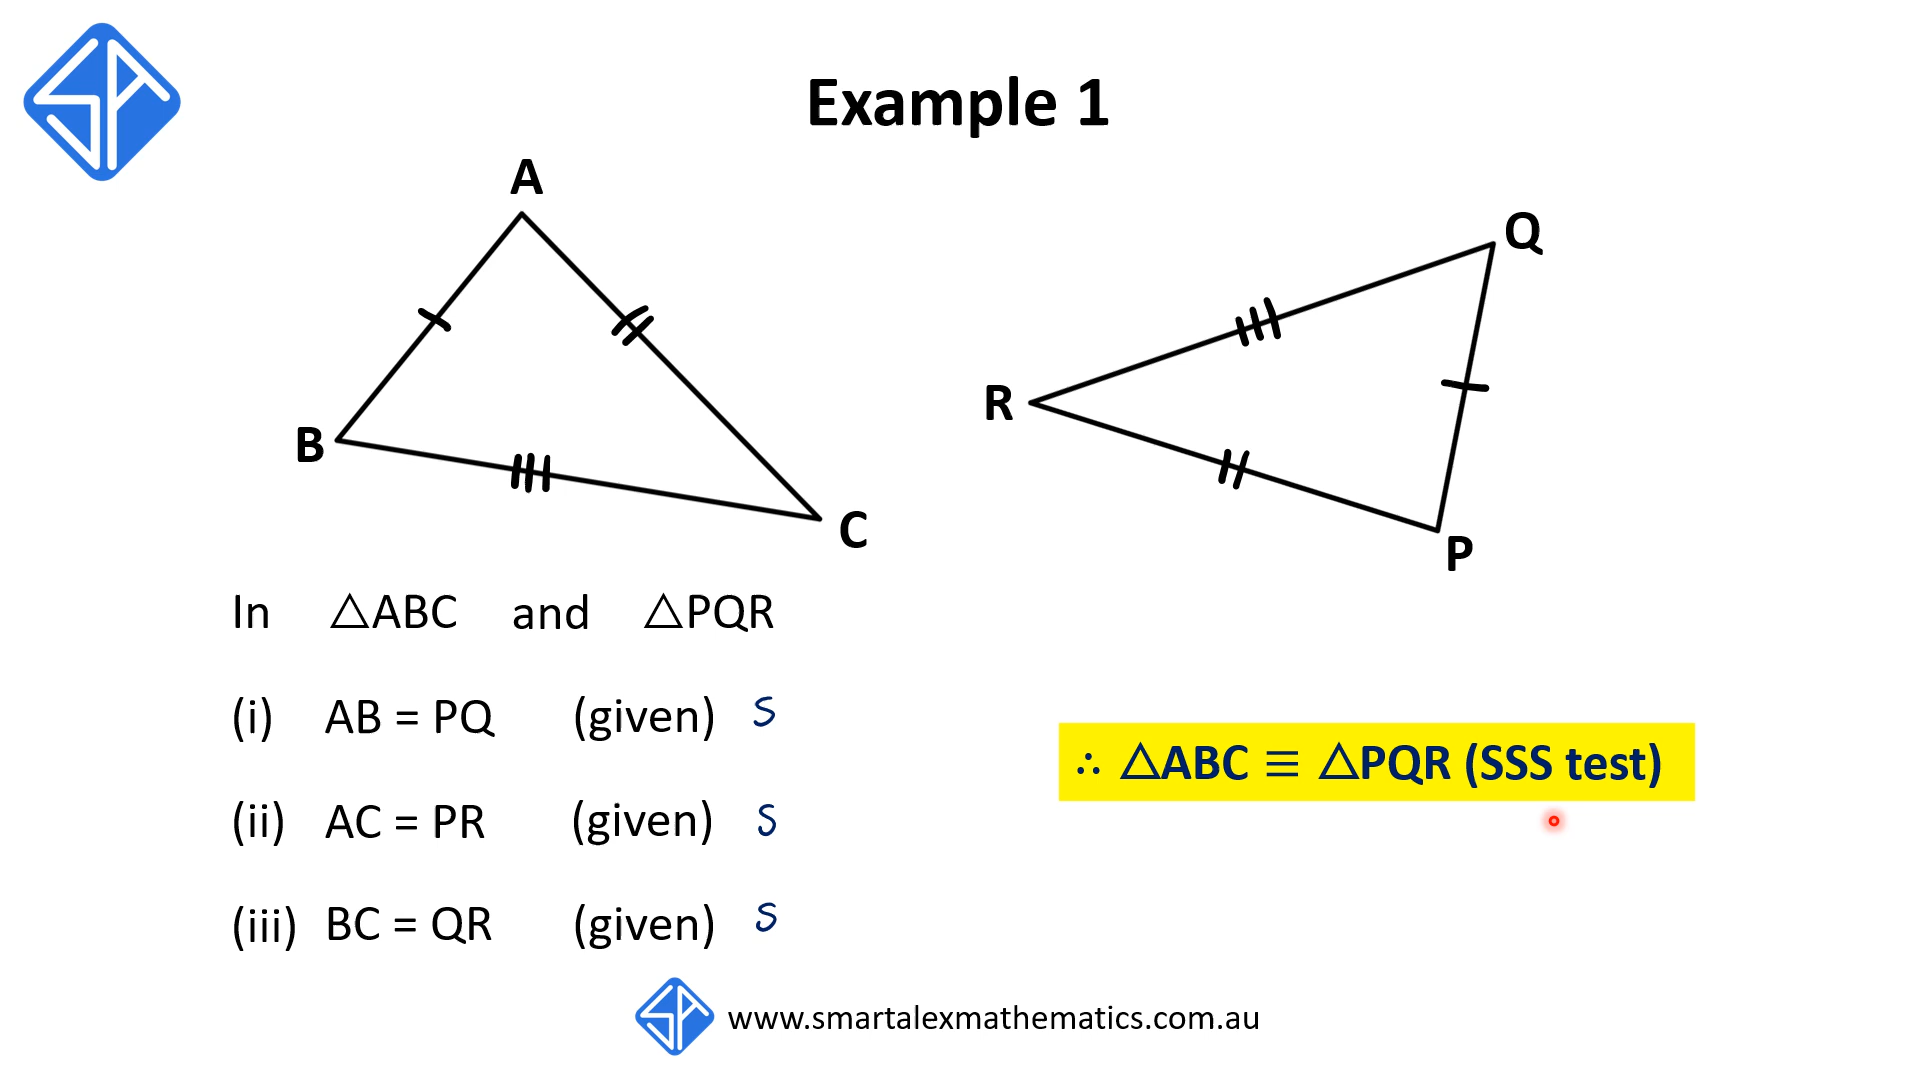 Example 1
A
Q
R
B
C
P
In △ABC and △PQR
(i) AB = PQ (given) S
(ii) AC = PR (given) S
(iii) BC = QR (given) S
∴ △ABC ≡ △PQR (SSS test)
www.smartalexmathematics.com.au